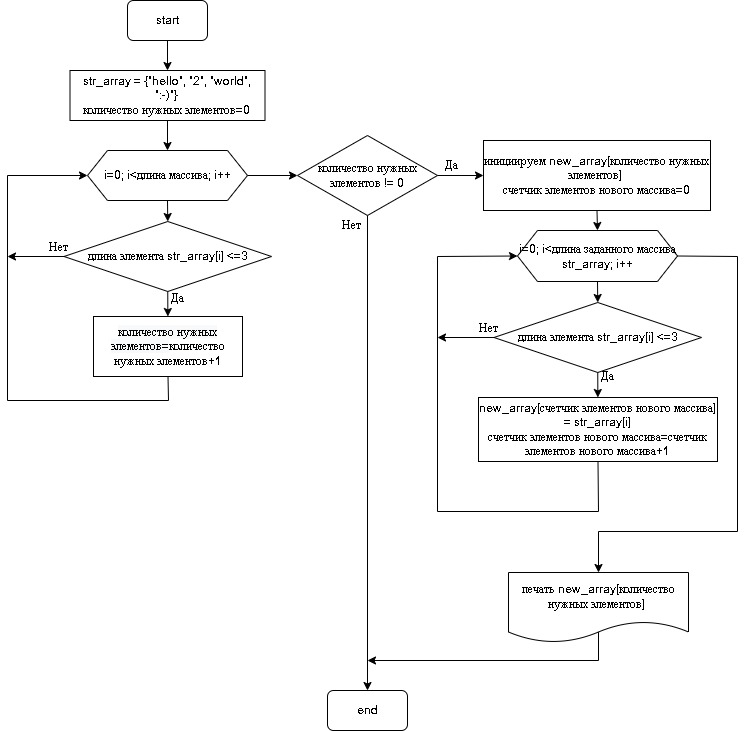 start
str_array = {"hello", "2", "world",
":-)"}
количество нужных элементов=0
i=0; i<длина масива; i++
Нет
длина элемента str_array[i] <=3
Да
количество нужных
элементов=количество
нужных элементов+1
количество нужных
элементов != 0
Да
Нет
инициируем new_array[количество нужных
элементов]
счетчик элементов нового массива=0
i=0; i<длина заданного массива
str_array; i++
Нет
длина элемента str_array[i] <=3
Да
new_array[счетчик элементов нового массива]
= str_array[i]
счетчик элементов нового массива=счетчик
элементов нового массива+1
печать new_array[количество
нужных элементов]
end